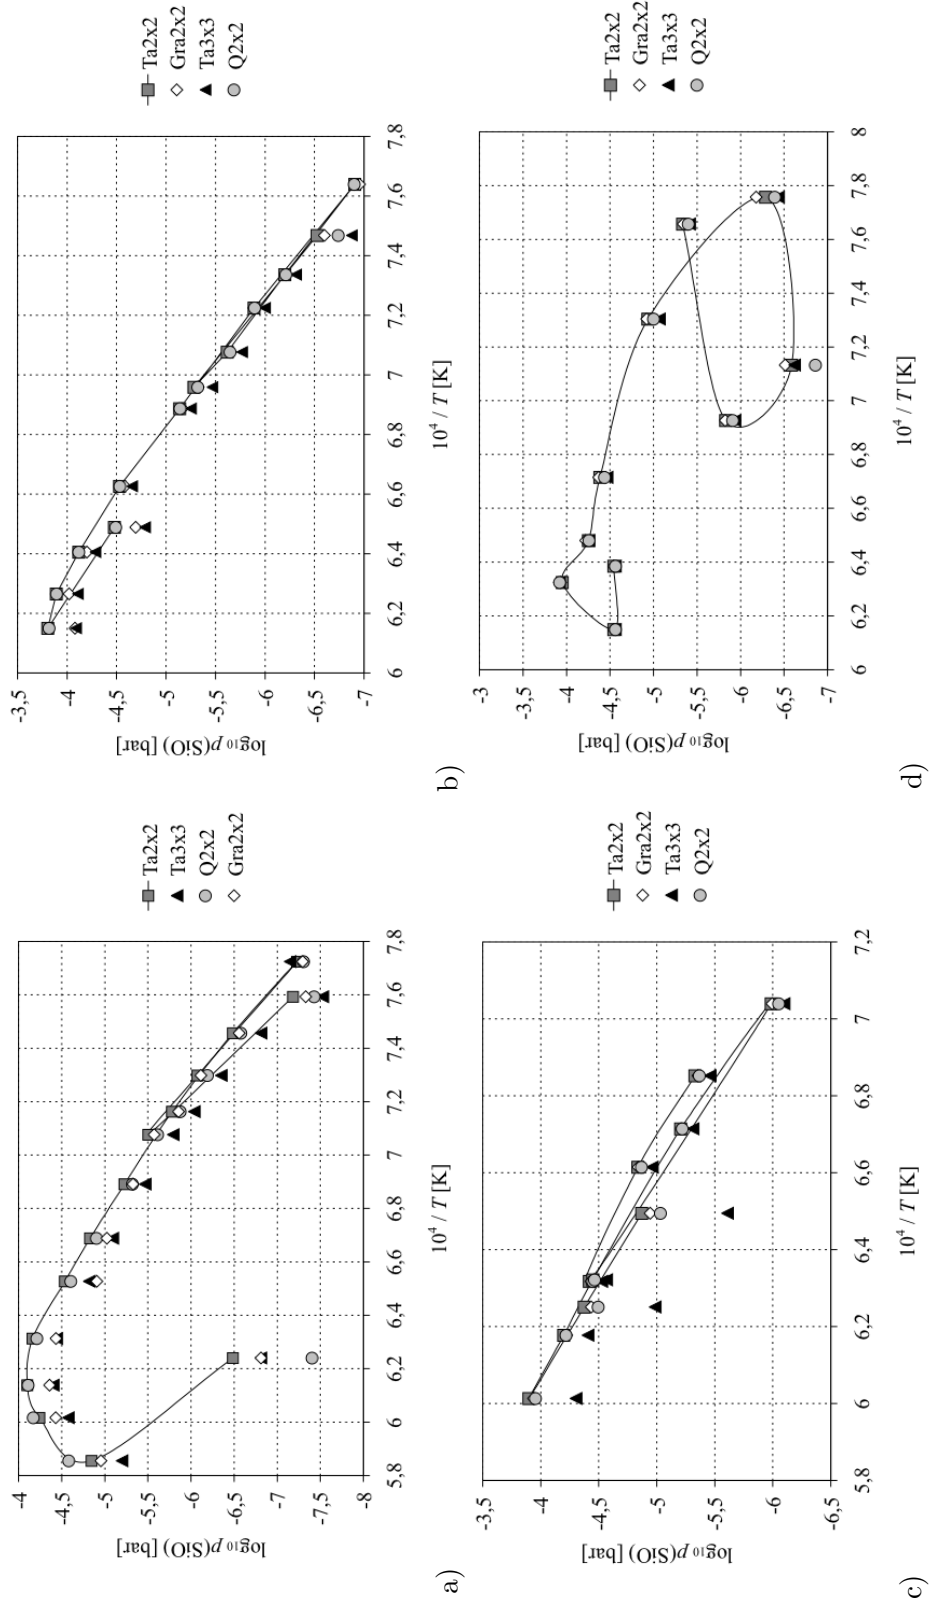 a)
log₁₀ p(SiO) [bar]
-4
-4,5
-5
-5,5
-6
-6,5
-7
-7,5
-8
5,8 6 6,2 6,4 6,6 6,8 7 7,2 7,4 7,6 7,8
10⁴ / T [K]
Ta2x2
Ta3x3
Q2x2
Gra2x2
b)
log₁₀ p(SiO) [bar]
-3,5
-4
-4,5
-5
-5,5
-6
-6,5
-7
6 6,2 6,4 6,6 6,8 7 7,2 7,4 7,6 7,8
10⁴ / T [K]
Ta2x2
Gra2x2
Ta3x3
Q2x2
c)
log₁₀ p(SiO) [bar]
-3,5
-4
-4,5
-5
-5,5
-6
-6,5
5,8 6 6,2 6,4 6,6 6,8 7 7,2
10⁴ / T [K]
Ta2x2
Gra2x2
Ta3x3
Q2x2
d)
log₁₀ p(SiO) [bar]
-3
-3,5
-4
-4,5
-5
-5,5
-6
-6,5
-7
6 6,2 6,4 6,6 6,8 7 7,2 7,4 7,6 7,8 8
10⁴ / T [K]
Ta2x2
Gra2x2
Ta3x3
Q2x2